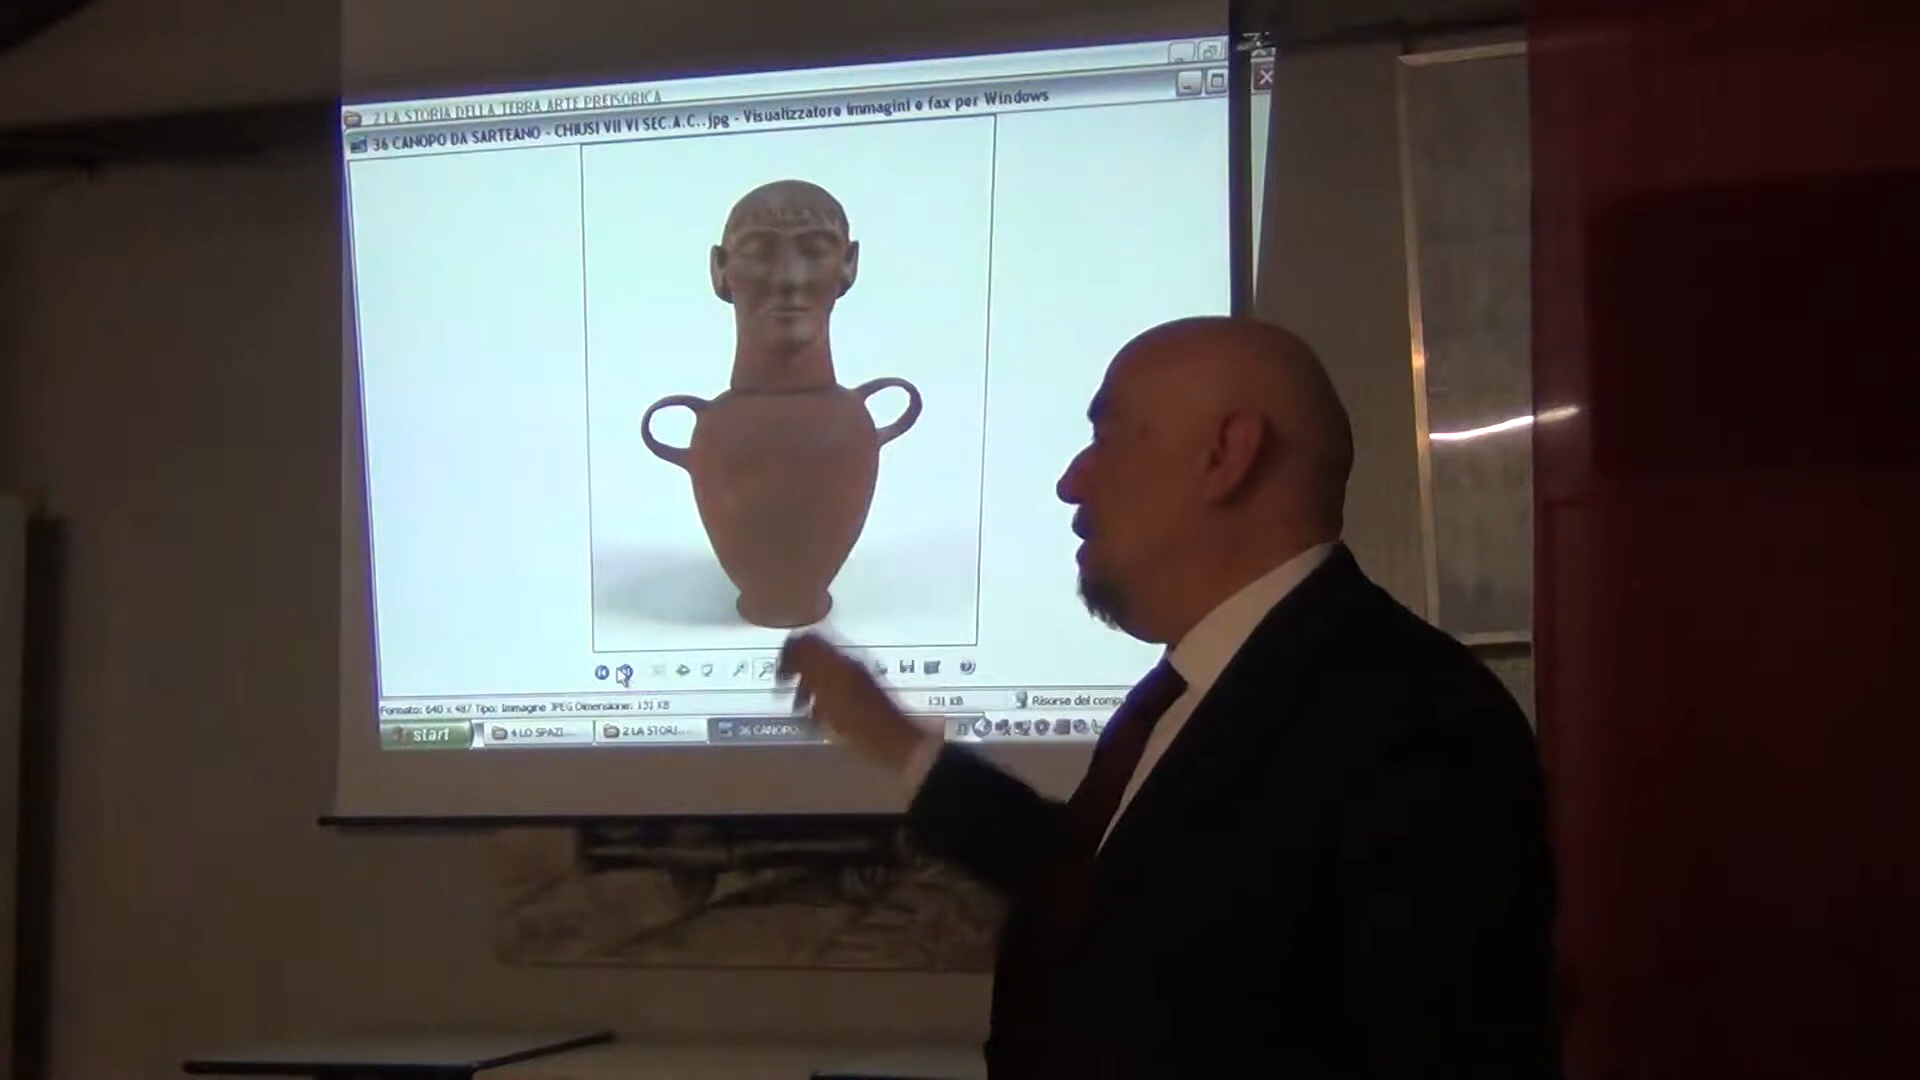 2 LA STORIA DELLA TERRA ARTE PREISORICA
36 CANOPO DA SARTEANO - CHIUSI VII VI SEC.A.C..jpg - Visualizzatore immagini e fax per Windows
Formato: 640 x 487 Tipo: Immagine JPEG Dimensione: 131 KB
131 KB
Risorse del compu
start
4 LO SPAZI...
2 LA STORI...
36 CANOPO